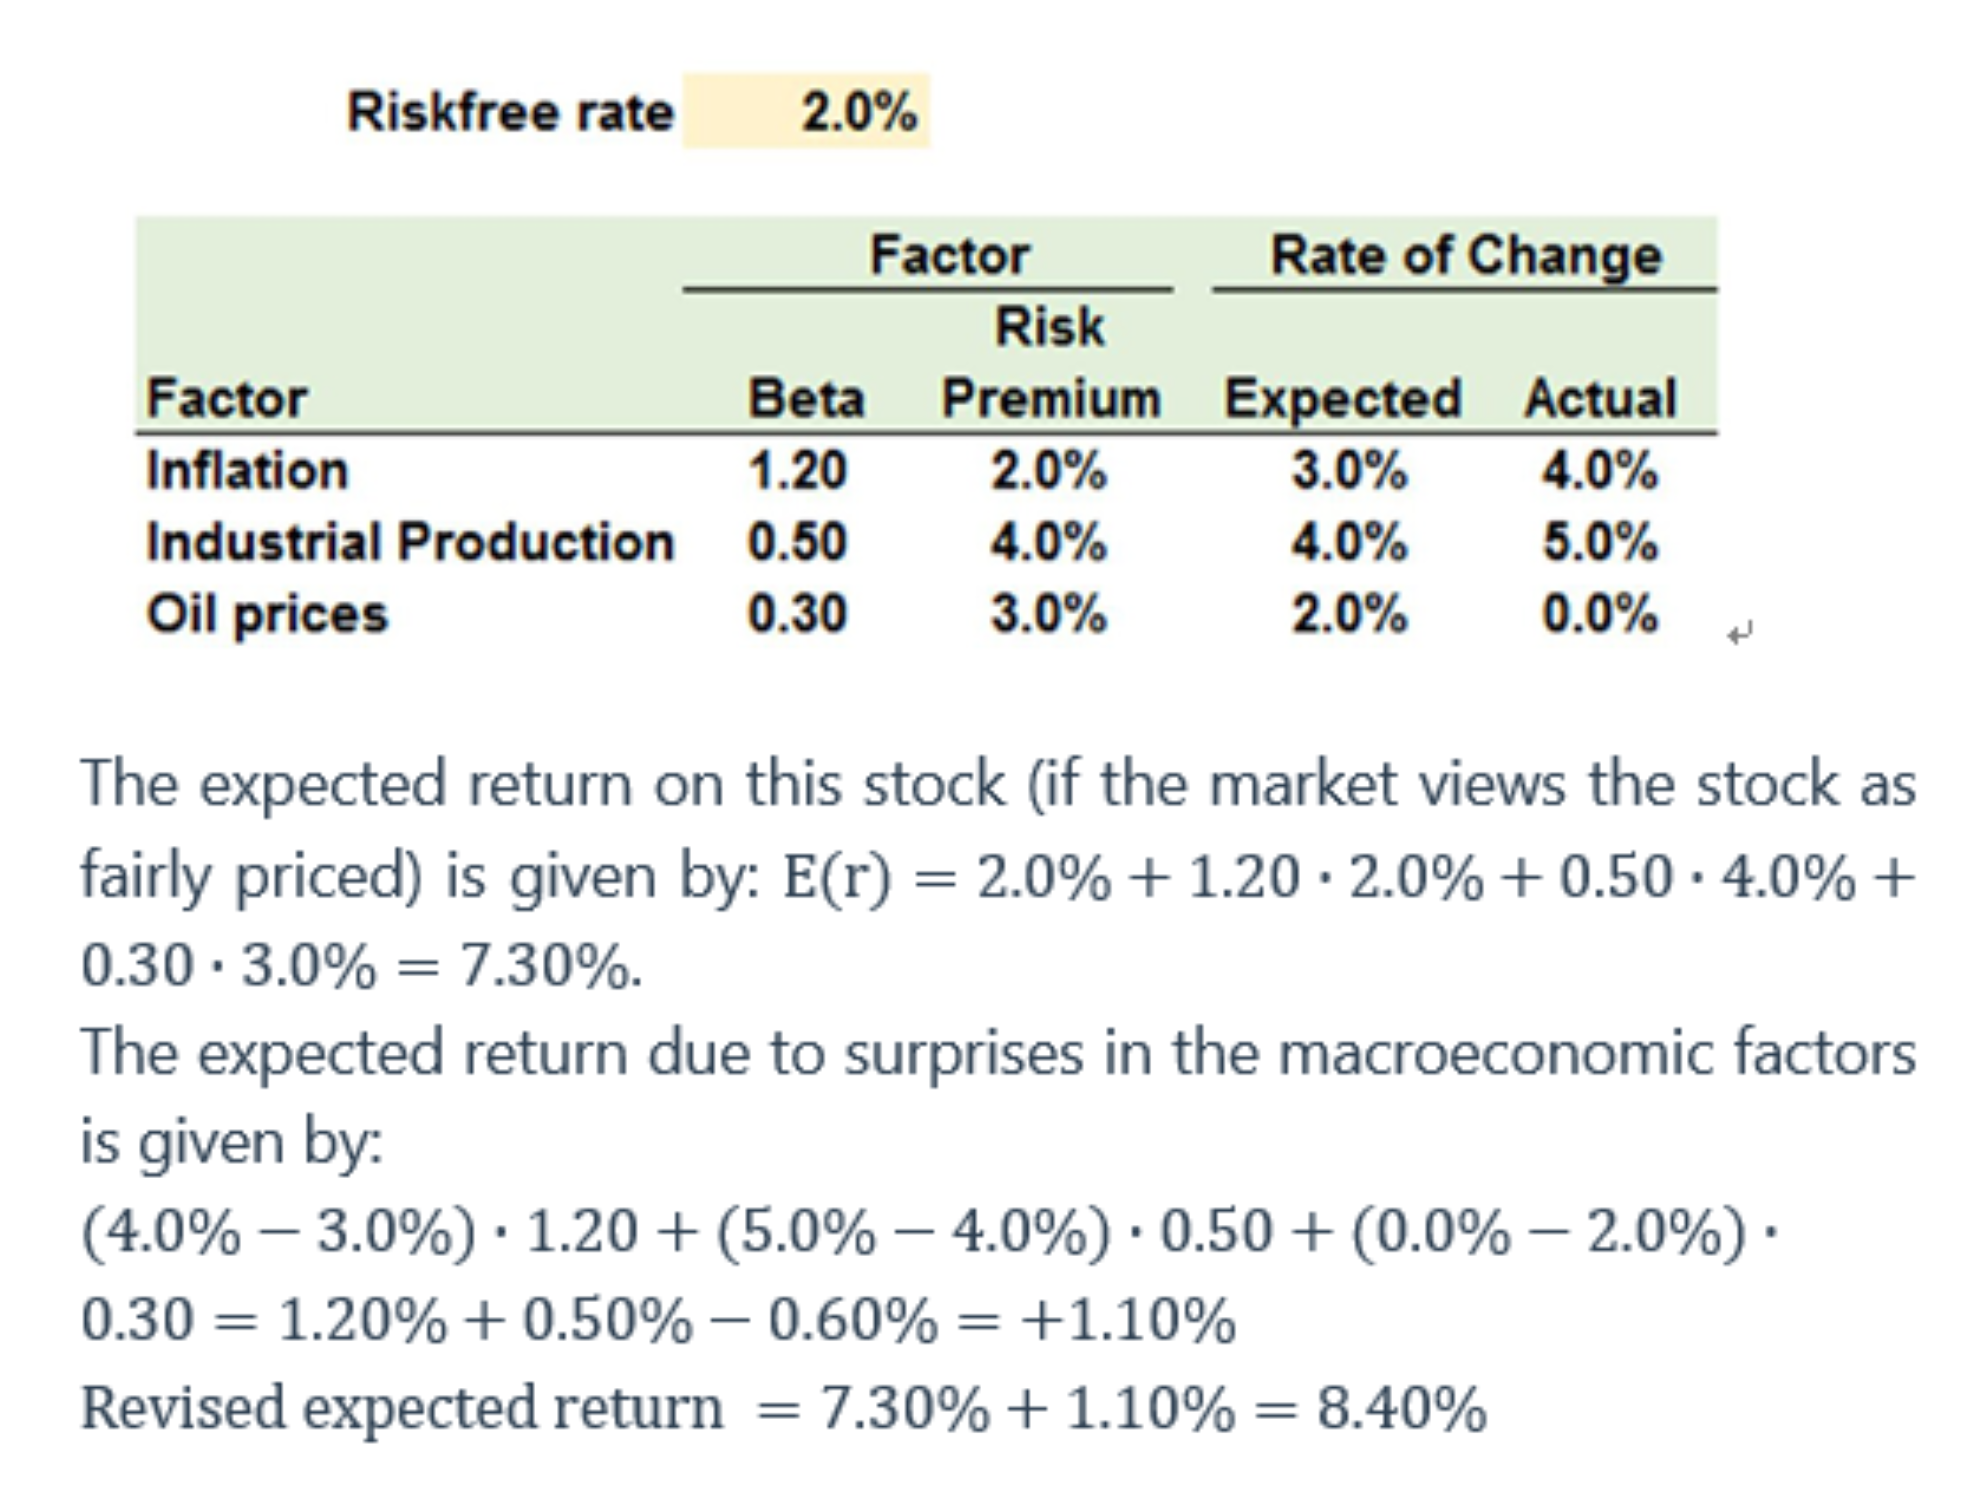 Riskfree rate 2.0%
Factor Rate of Change
Risk
Factor Beta Premium Expected Actual
Inflation 1.20 2.0% 3.0% 4.0%
Industrial Production 0.50 4.0% 4.0% 5.0%
Oil prices 0.30 3.0% 2.0% 0.0% ↵
The expected return on this stock (if the market views the stock as
fairly priced) is given by: E(r) = 2.0% + 1.20 · 2.0% + 0.50 · 4.0% +
0.30 · 3.0% = 7.30%.
The expected return due to surprises in the macroeconomic factors
is given by:
(4.0% − 3.0%) · 1.20 + (5.0% − 4.0%) · 0.50 + (0.0% − 2.0%) ·
0.30 = 1.20% + 0.50% − 0.60% = +1.10%
Revised expected return = 7.30% + 1.10% = 8.40%